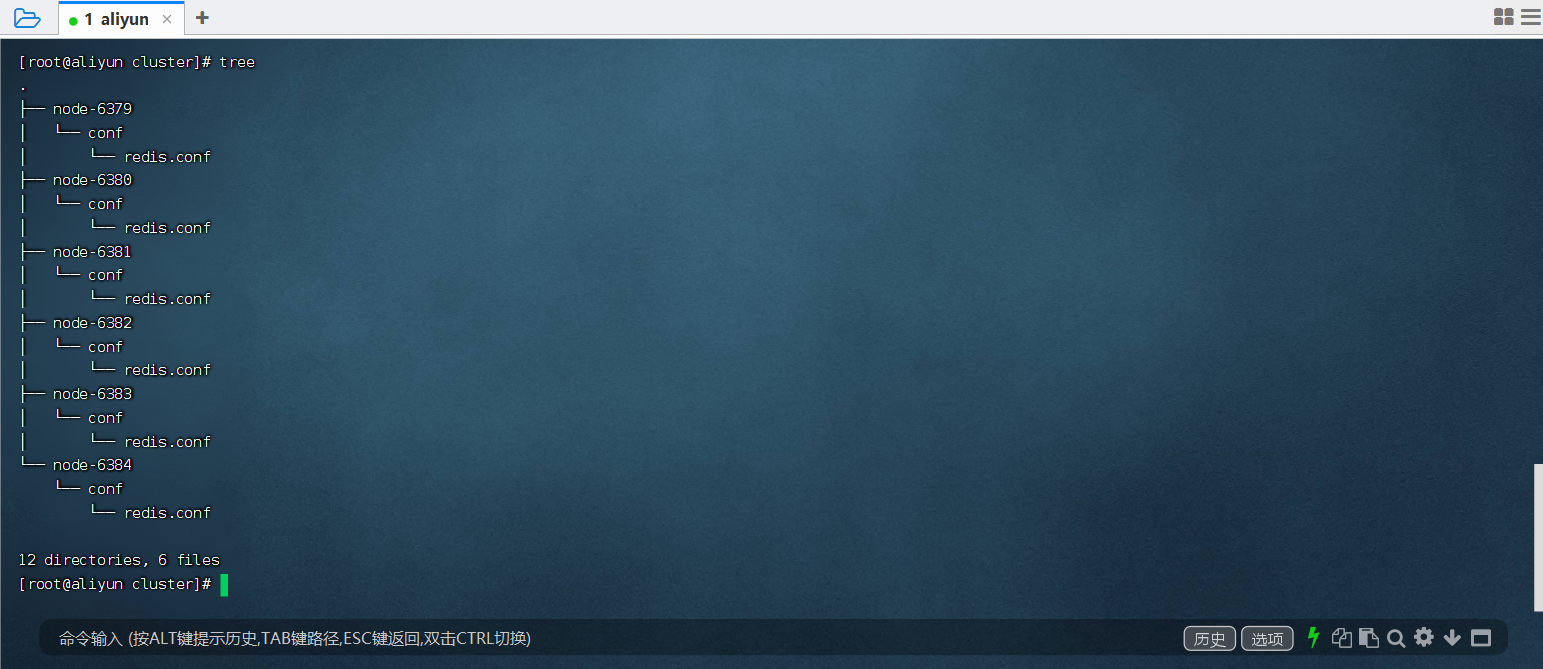 1 aliyun
[root@aliyun cluster]# tree
.
├── node-6379
│   └── conf
│       └── redis.conf
├── node-6380
│   └── conf
│       └── redis.conf
├── node-6381
│   └── conf
│       └── redis.conf
├── node-6382
│   └── conf
│       └── redis.conf
├── node-6383
│   └── conf
│       └── redis.conf
└── node-6384
    └── conf
        └── redis.conf

12 directories, 6 files
[root@aliyun cluster]#
命令输入 (按ALT键提示历史,TAB键路径,ESC键返回,双击CTRL切换) 历史 选项